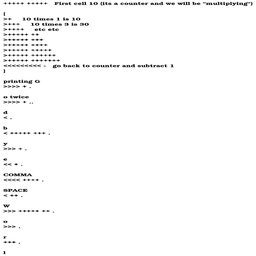 +++++ +++++   First cell 10 (its a counter and we will be "multiplying")
[
>+   10 times 1 is 10
>+++   10 times 3 is 30
>+++++   etc etc
>+++++ ++
>+++++ +++
>+++++ ++++
>+++++ +++++
>+++++ ++++++
>+++++ +++++++
<<<<<<<<< -   go back to counter and subtract 1
]
printing G
>>>> + .
o twice
>>>> + ..
d
< .
b
< +++++ +++ .
y
>>> + .
e
<< + .
COMMA
<<<< ++++ .
SPACE
< ++ .
W
>>> +++++ ++ .
o
>>> .
r
+++ .
l